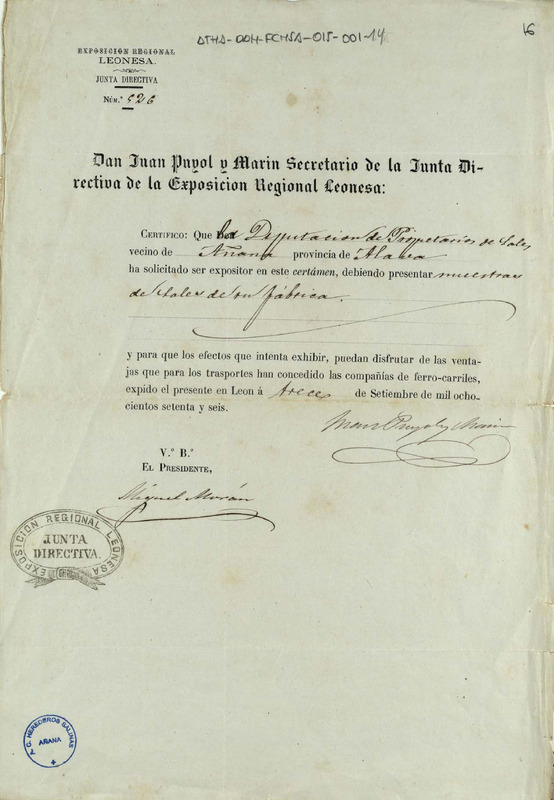 ATHA-DOH-FCHSA-015-001-14
16
EXPOSICION REGIONAL
LEONESA.
JUNTA DIRECTIVA
NÚM.º 526
Don Juan Puyol y Marin Secretario de la Junta Di-
rectiva de la Exposicion Regional Leonesa:
CERTIFICO: Que la Diputacion de Propietarios de Sales
vecino de Añana provincia de Alava
ha solicitado ser expositor en este certámen, debiendo presentar muestras
de Sales de su fábrica.
y para que los efectos que intenta exhibir, puedan disfrutar de las venta-
jas que para los trasportes han concedido las compañías de ferro-carriles,
expido el presente en Leon á trece de Setiembre de mil ocho-
cientos setenta y seis.
Juan Puyol y Marin
V.º B.º
EL PRESIDENTE,
Miguel Morán
EXPOSICION REGIONAL LEONESA
JUNTA
DIRECTIVA.
T. G. HEREDEROS SALINAS
AÑANA